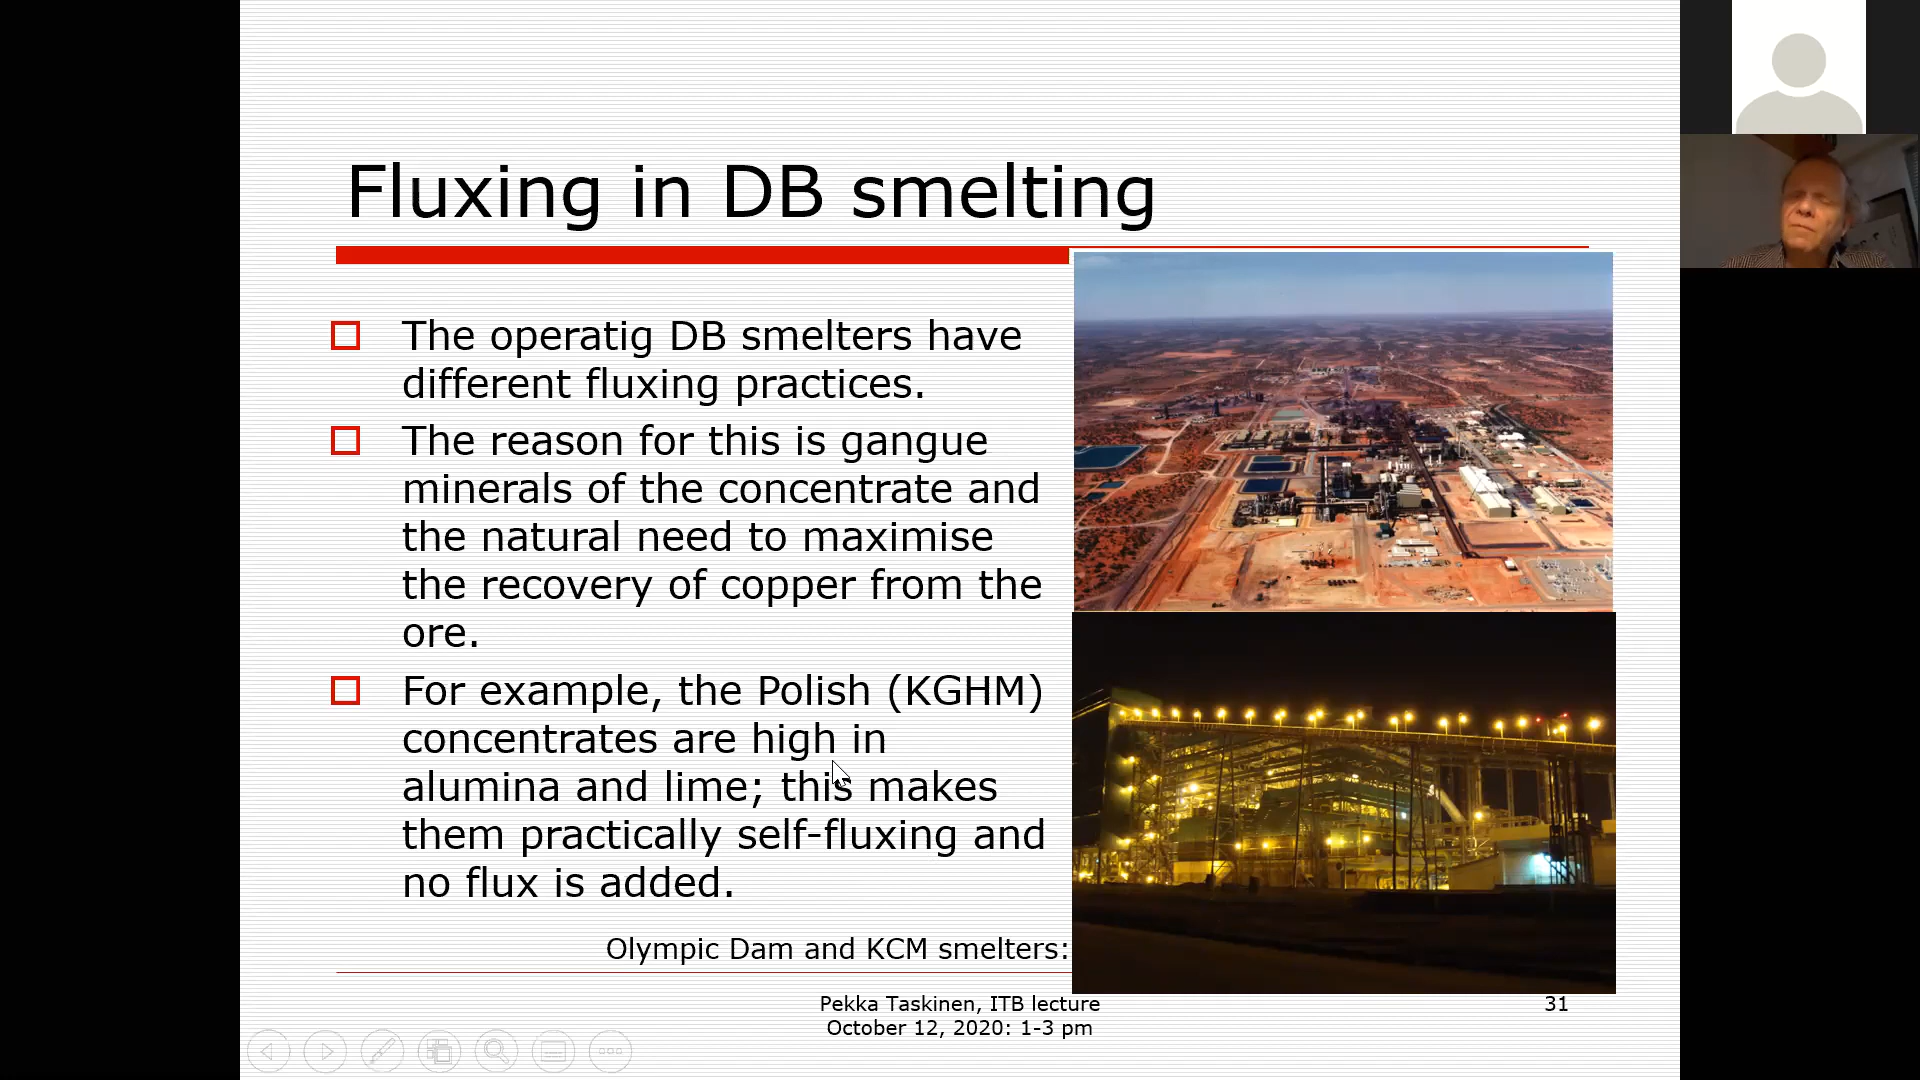 Fluxing in DB smelting
The operatig DB smelters have
different fluxing practices.
The reason for this is gangue
minerals of the concentrate and
the natural need to maximise
the recovery of copper from the
ore.
For example, the Polish (KGHM)
concentrates are high in
alumina and lime; this makes
them practically self-fluxing and
no flux is added.
Olympic Dam and KCM smelters:
Pekka Taskinen, ITB lecture
October 12, 2020: 1-3 pm
31